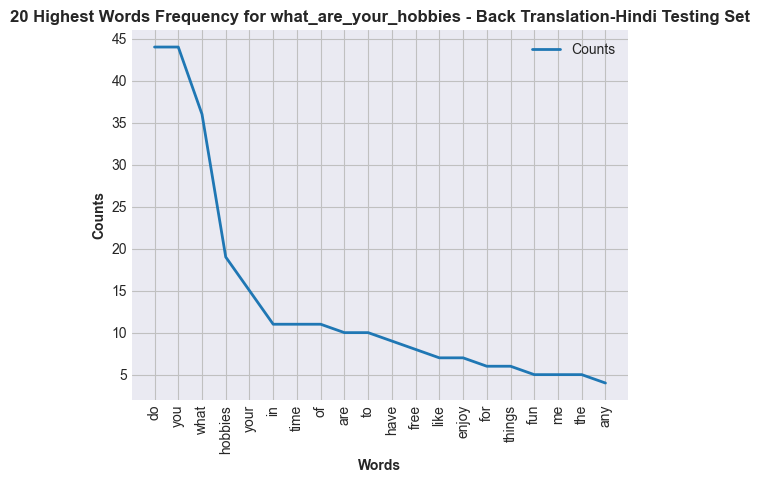 20 Highest Words Frequency for what_are_your_hobbies - Back Translation-Hindi Testing Set
Counts
45
40
35
30
25
20
15
10
5
Counts
do
you
what
hobbies
your
in
time
of
are
to
have
free
like
enjoy
for
things
fun
me
the
any
Words